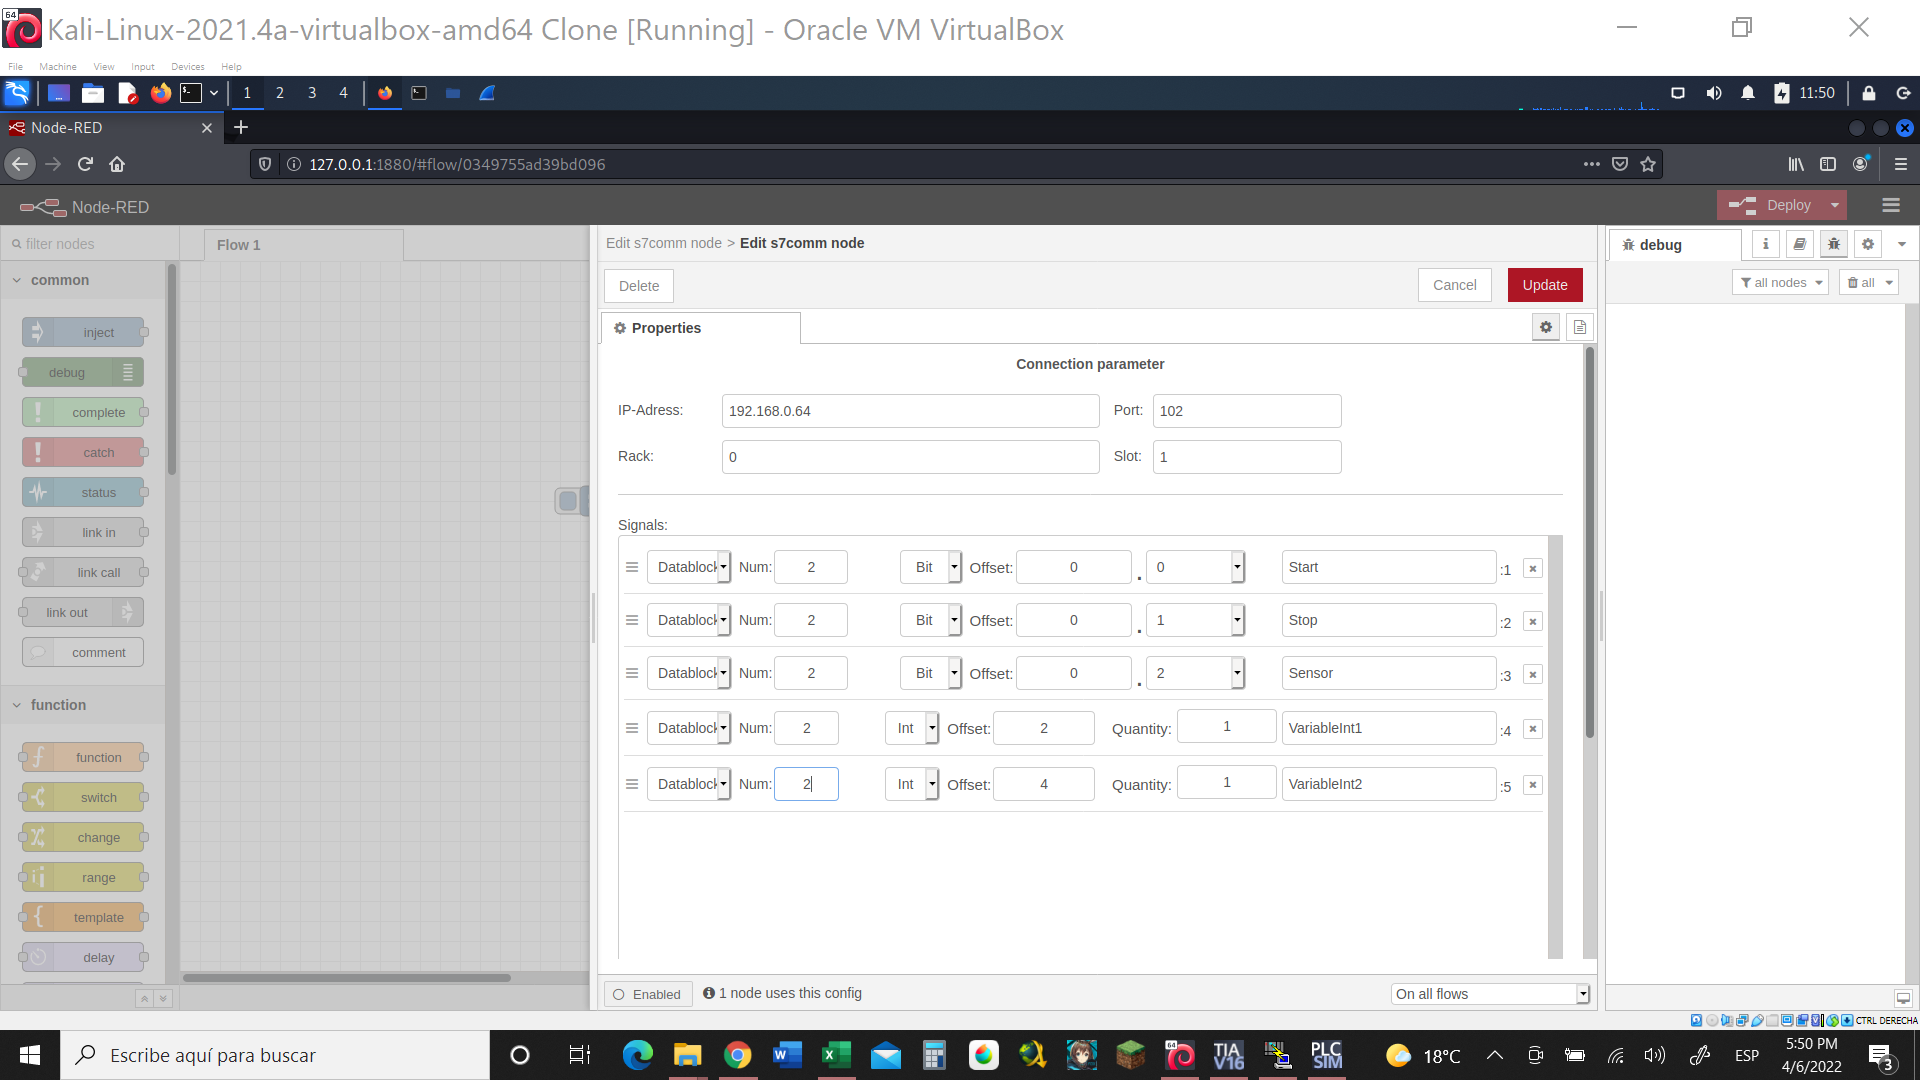 64
Kali-Linux-2021.4a-virtualbox-amd64 Clone [Running] - Oracle VM VirtualBox
File Machine View Input Devices Help
1 2 3 4
11:50
Node-RED
127.0.0.1:1880/#flow/0349755ad39bd096
Node-RED
Deploy
filter nodes
Flow 1
Edit s7comm node > Edit s7comm node
debug
common
Delete
Cancel
Update
all nodes
all
inject
Properties
debug
Connection parameter
complete
IP-Adress: 192.168.0.64 Port: 102
catch
Rack: 0 Slot: 1
status
link in
Signals:
link call
Datablock Num: 2 Bit Offset: 0 . 0 Start :1
link out
Datablock Num: 2 Bit Offset: 0 . 1 Stop :2
comment
Datablock Num: 2 Bit Offset: 0 . 2 Sensor :3
function
Datablock Num: 2 Int Offset: 2 Quantity: 1 VariableInt1 :4
function
Datablock Num: 2 Int Offset: 4 Quantity: 1 VariableInt2 :5
switch
change
range
template
delay
Enabled
1 node uses this config
On all flows
CTRL DERECHA
Escribe aquí para buscar
64
TIA V16
PLC SIM
18°C
ESP
5:50 PM
4/6/2022
3